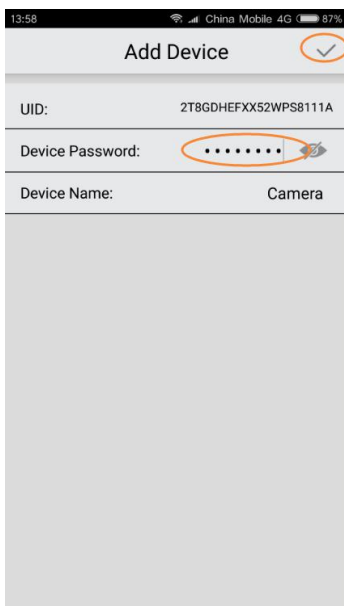 13:58 China Mobile 4G 87%
Add Device
UID: 2T8GDHEFXX52WPS8111A
Device Password: ••••••••
Device Name: Camera